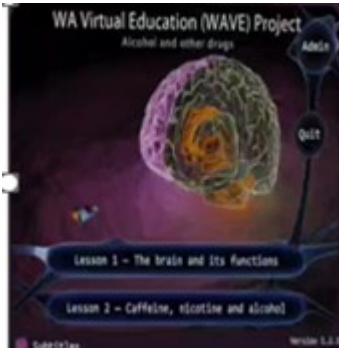 WA Virtual Education (WAVE) Project
Alcohol and other drugs
Admin
Quit
Lesson 1 – The brain and its functions
Lesson 2 – Caffeine, nicotine and alcohol
Subtitles
Version